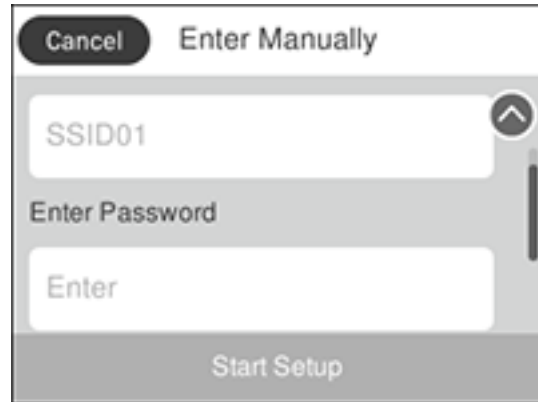 Cancel Enter Manually
SSID01
Enter Password
Enter
Start Setup